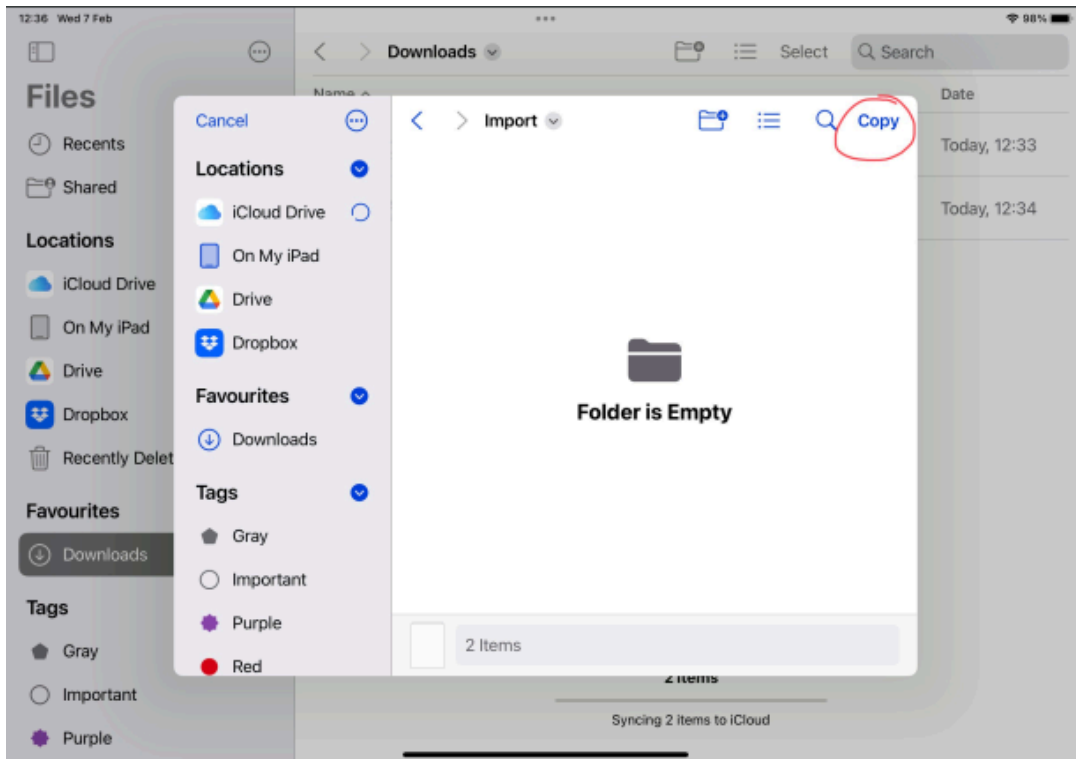 12:36 Wed 7 Feb
98%
Files
Recents
Shared
Locations
iCloud Drive
On My iPad
Drive
Dropbox
Recently Delet
Favourites
Downloads
Tags
Gray
Important
Purple
Downloads
Select
Search
Name
Date
Today, 12:33
Today, 12:34
Cancel
Locations
iCloud Drive
On My iPad
Drive
Dropbox
Favourites
Downloads
Tags
Gray
Important
Purple
Red
Import
Copy
Folder is Empty
2 Items
2 items
Syncing 2 items to iCloud